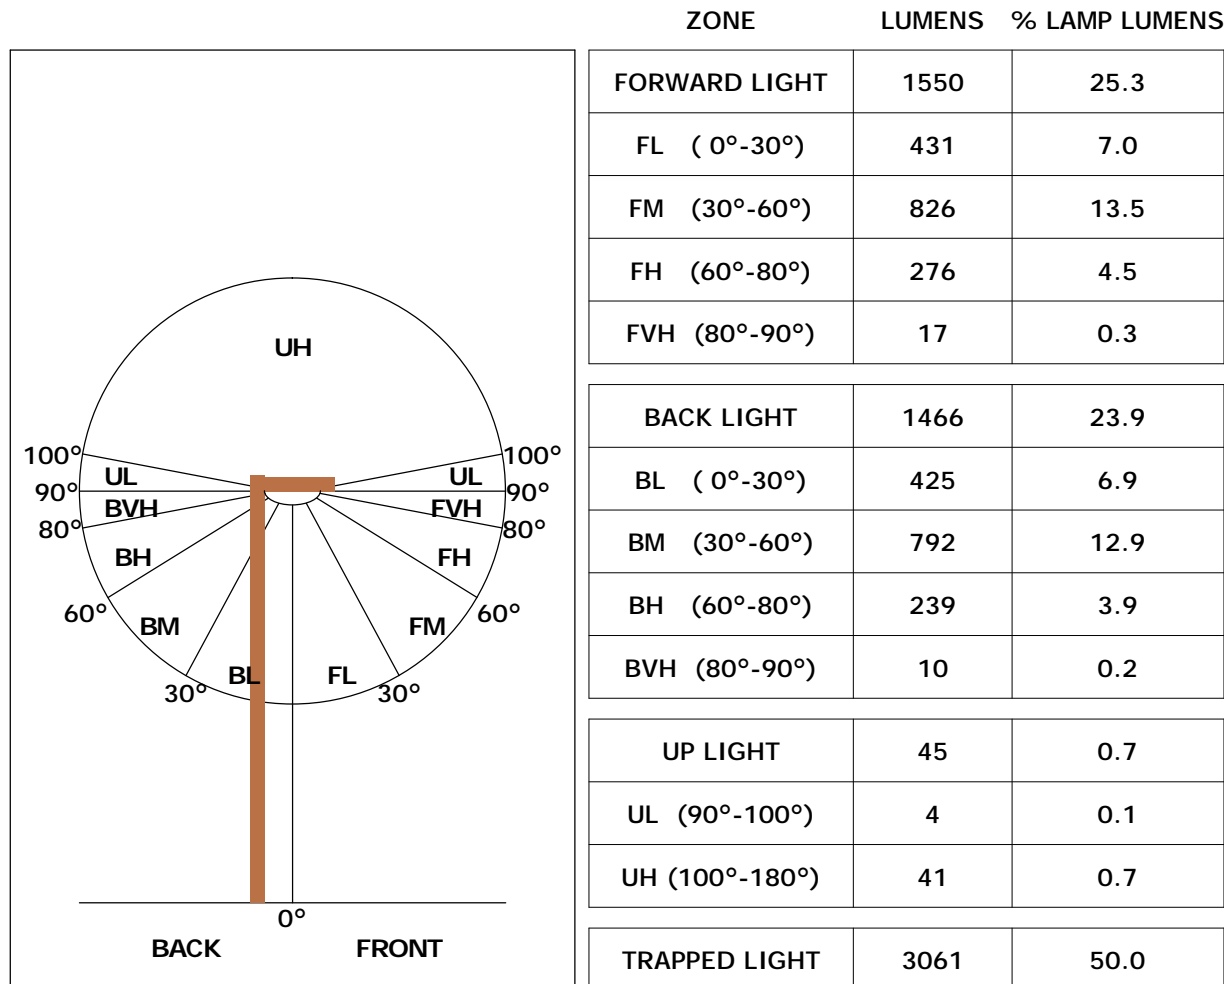 ZONE LUMENS % LAMP LUMENS
FORWARD LIGHT 1550 25.3
FL ( 0°-30°) 431 7.0
FM (30°-60°) 826 13.5
FH (60°-80°) 276 4.5
FVH (80°-90°) 17 0.3
BACK LIGHT 1466 23.9
BL ( 0°-30°) 425 6.9
BM (30°-60°) 792 12.9
BH (60°-80°) 239 3.9
BVH (80°-90°) 10 0.2
UP LIGHT 45 0.7
UL (90°-100°) 4 0.1
UH (100°-180°) 41 0.7
TRAPPED LIGHT 3061 50.0
UH
100° 100°
UL UL
90° 90°
BVH FVH
80° 80°
BH FH
60° 60°
BM FM
BL FL
30° 30°
0°
BACK FRONT